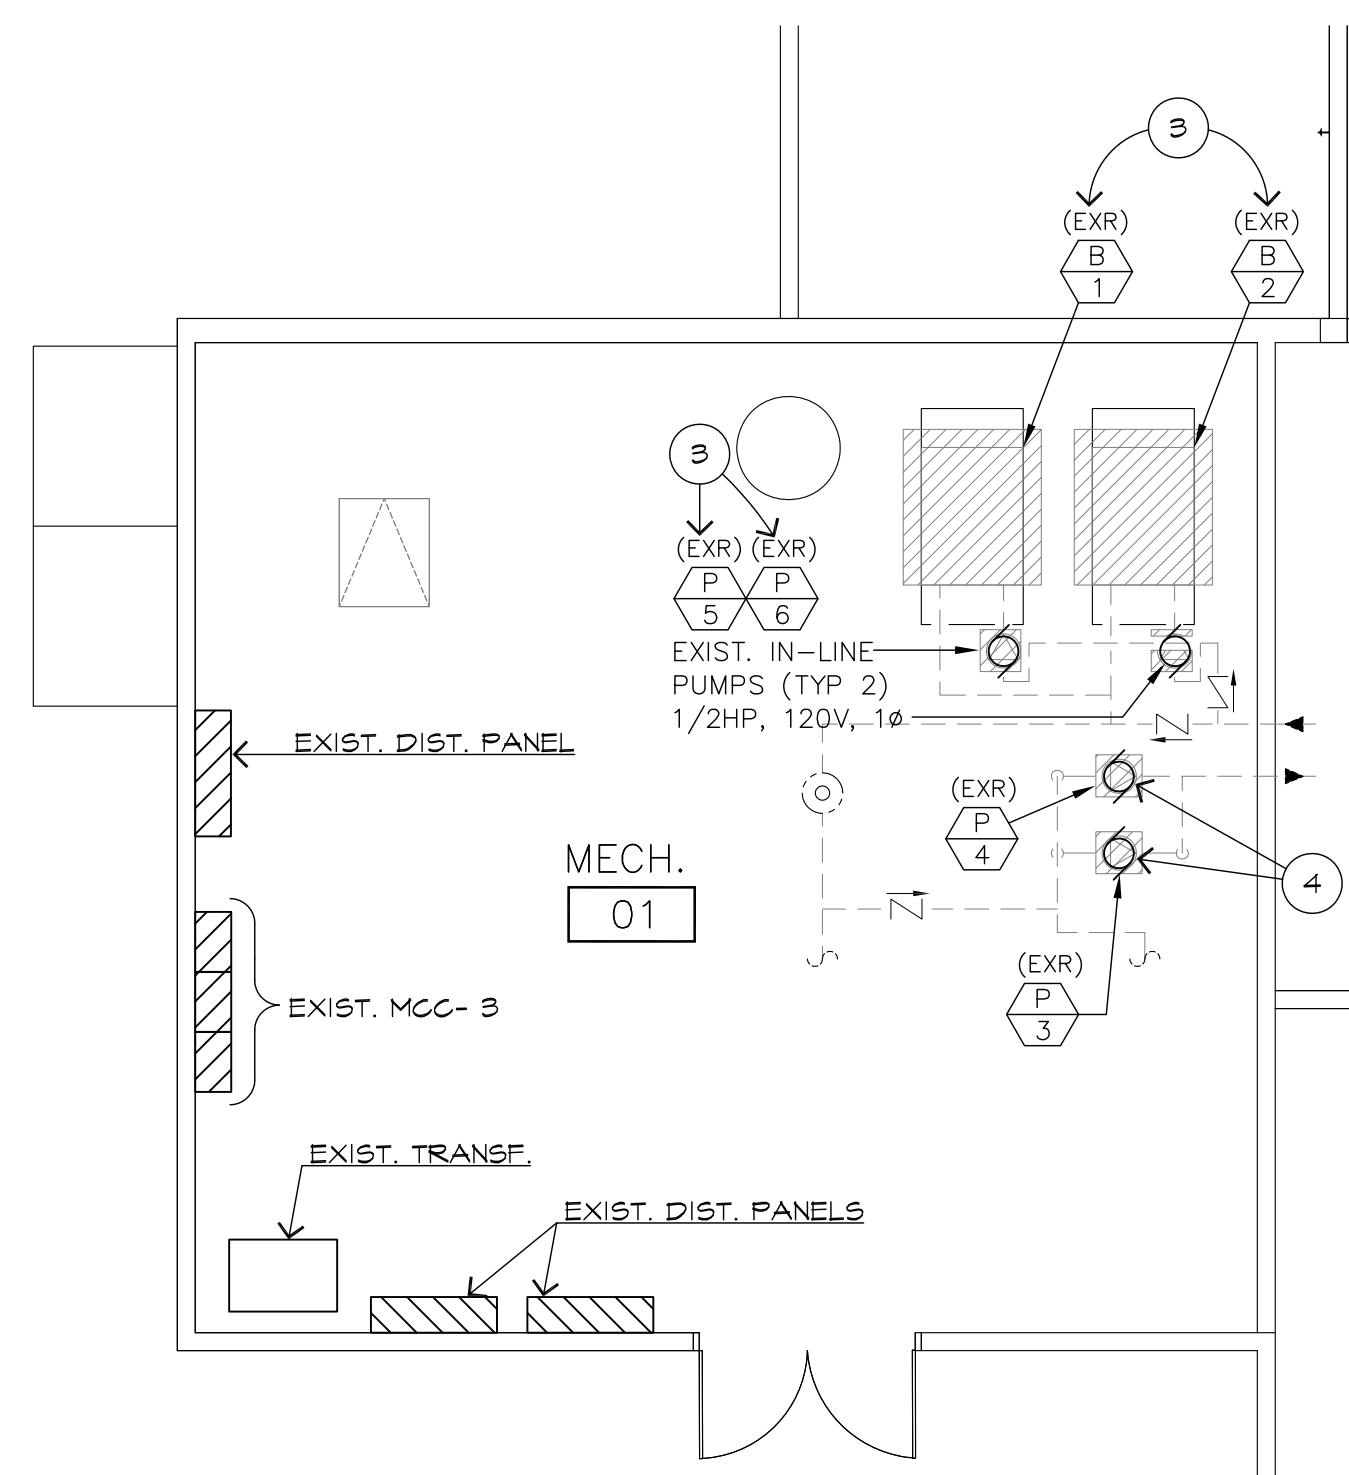 3
(EXR) (EXR)
B B
1 2
3
(EXR) (EXR)
P P
5 6
EXIST. IN-LINE
PUMPS (TYP 2)
1/2HP, 120V, 1ø
EXIST. DIST. PANEL
(EXR)
P
4
MECH.
01
4
(EXR)
P
3
EXIST. MCC- 3
EXIST. TRANSF.
EXIST. DIST. PANELS